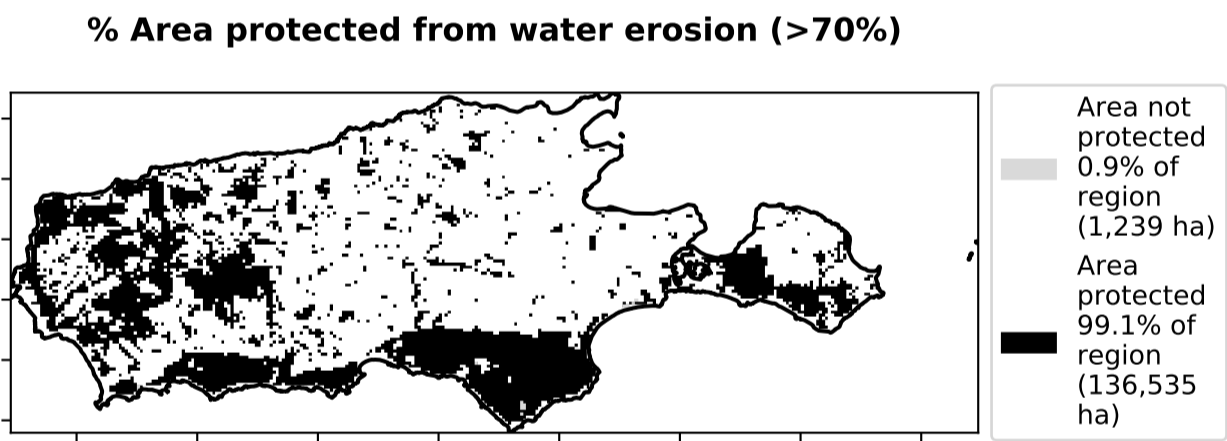 % Area protected from water erosion (>70%)
Area not
protected
0.9% of
region
(1,239 ha)
Area
protected
99.1% of
region
(136,535
ha)